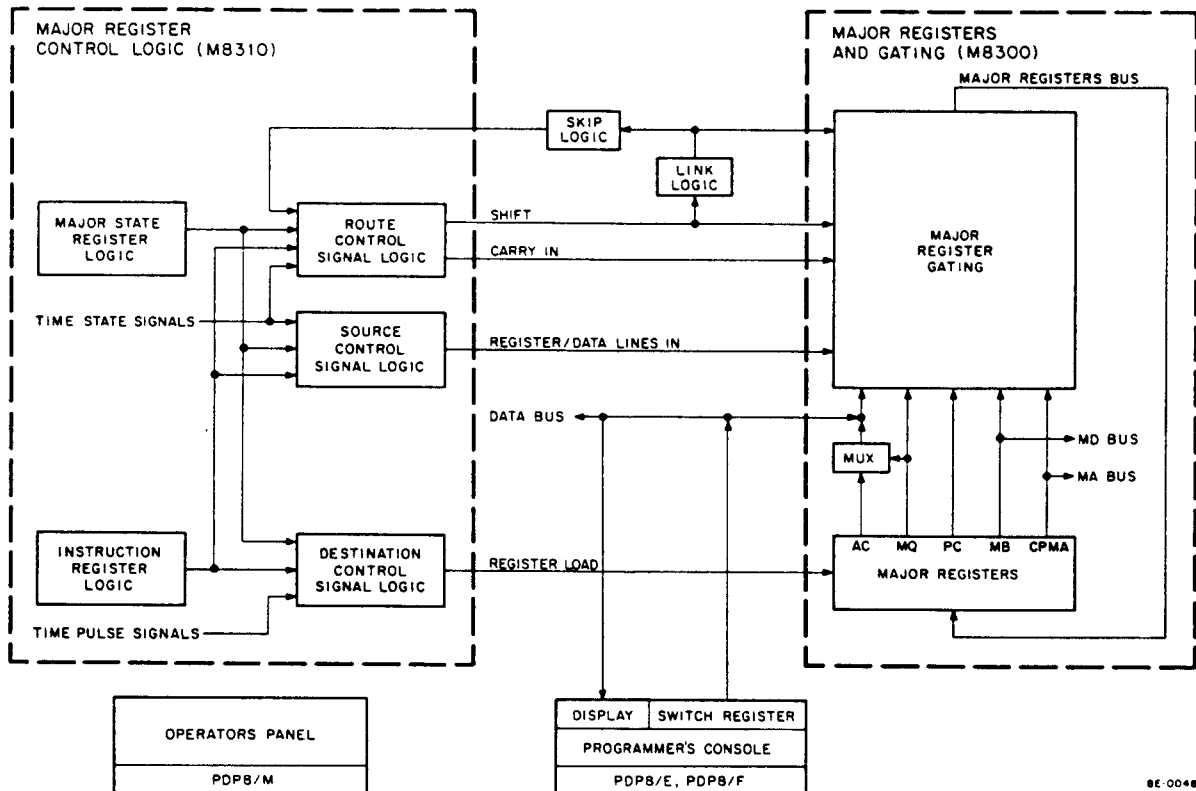 MAJOR REGISTER
CONTROL LOGIC (M8310)
MAJOR REGISTERS
AND GATING (M8300)
MAJOR REGISTERS BUS
SKIP
LOGIC
LINK
LOGIC
MAJOR STATE
REGISTER
LOGIC
ROUTE
CONTROL
SIGNAL LOGIC
SHIFT
CARRY IN
MAJOR
REGISTER
GATING
TIME STATE SIGNALS
SOURCE
CONTROL
SIGNAL LOGIC
REGISTER/DATA LINES IN
DATA BUS
MUX
MD BUS
MA BUS
INSTRUCTION
REGISTER
LOGIC
DESTINATION
CONTROL
SIGNAL LOGIC
REGISTER LOAD
AC MQ PC MB CPMA
MAJOR REGISTERS
TIME PULSE SIGNALS
OPERATORS PANEL
PDP8/M
DISPLAY SWITCH REGISTER
PROGRAMMER'S CONSOLE
PDP8/E, PDP8/F
8E-0048